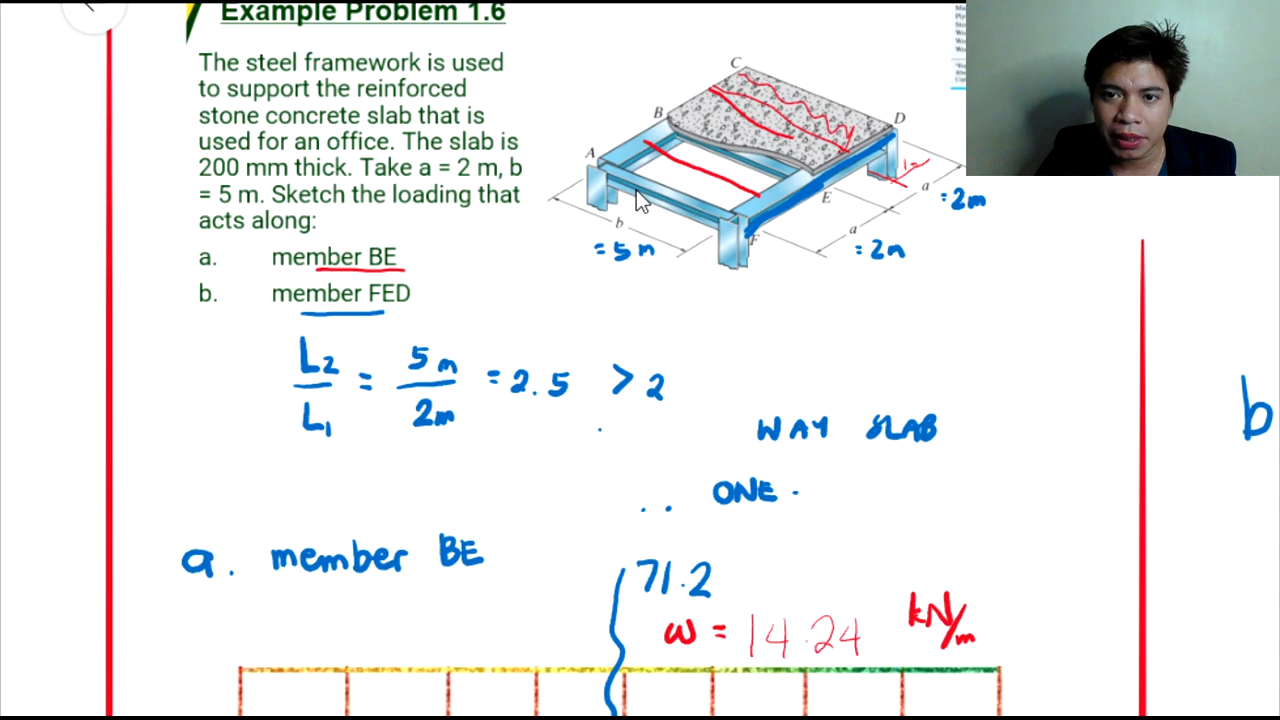 Example Problem 1.6
The steel framework is used
to support the reinforced
stone concrete slab that is
used for an office. The slab is
200 mm thick. Take a = 2 m, b
= 5 m. Sketch the loading that
acts along:
a. member BE
b. member FED
C
B
D
A
E
F
a
= 2m
a
= 2m
b
= 5 m
L2 / L1 = 5m / 2m = 2.5 > 2
WAY SLAB
∴ ONE.
b
a. member BE
71.2
w = 14.24 kN/m